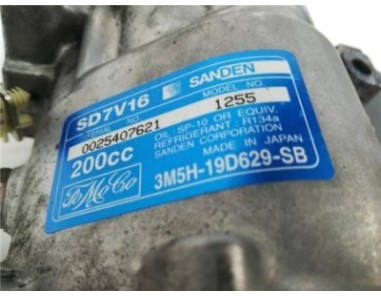 SD7V16 SANDEN
SERIAL NO MODEL NO
0025407621 1255
200CC OIL: SP-10 OR EQUIV.
REFRIGERANT: R134a
SANDEN CORPORATION
MADE IN JAPAN
FoMoCo 3M5H-19D629-SB